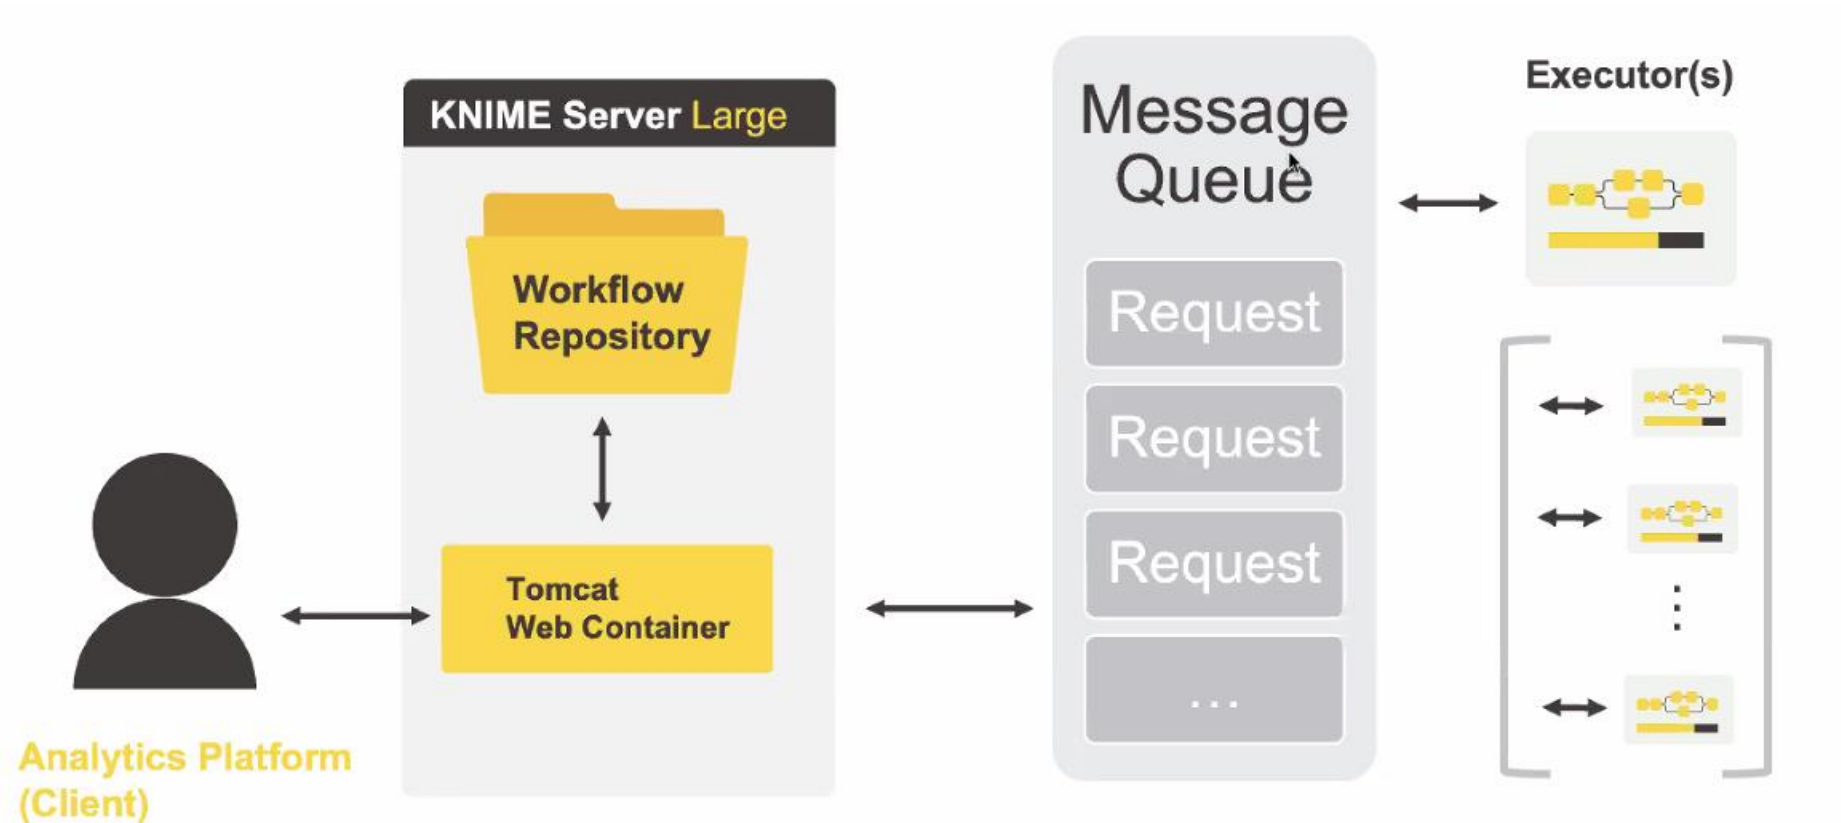 KNIME Server Large
Workflow
Repository
Tomcat
Web Container
Analytics Platform
(Client)
Message
Queue
Request
Request
Request
...
Executor(s)